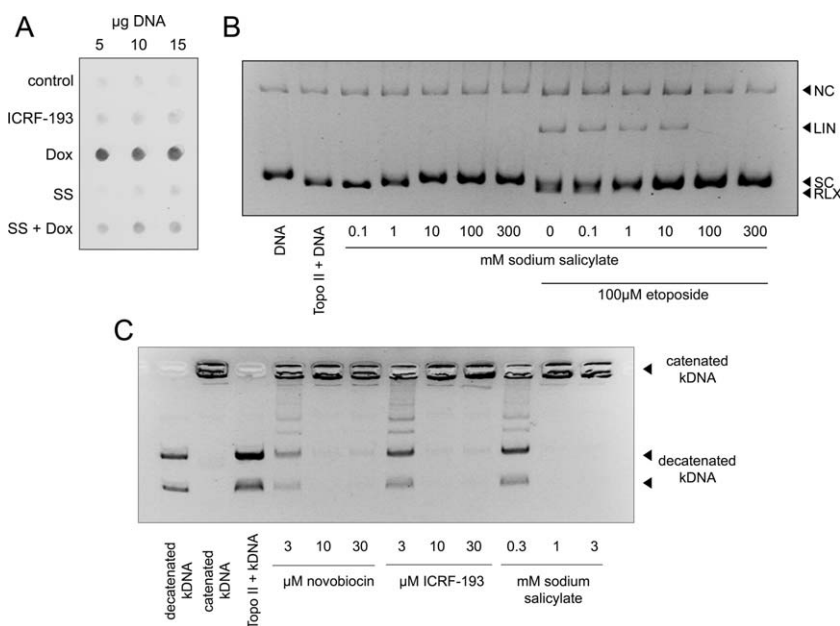 A
µg DNA
5 10 15
control
ICRF-193
Dox
SS
SS + Dox
B
NC
LIN
SC
RLX
DNA
Topo II + DNA
0.1 1 10 100 300 0 0.1 1 10 100 300
mM sodium salicylate
100µM etoposide
C
catenated
kDNA
decatenated
kDNA
decatenated
kDNA
catenated
kDNA
Topo II + kDNA
3 10 30 3 10 30 0.3 1 3
µM novobiocin µM ICRF-193 mM sodium
salicylate